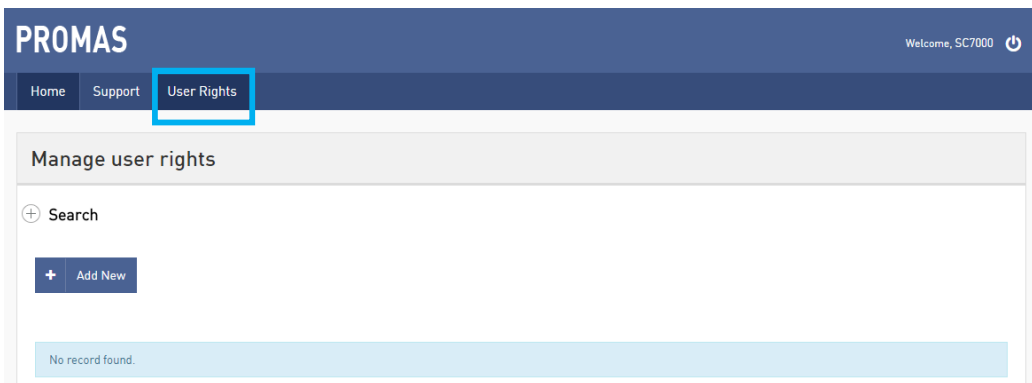 PROMAS
Welcome, SC7000
Home Support User Rights
Manage user rights
Search
+ Add New
No record found.